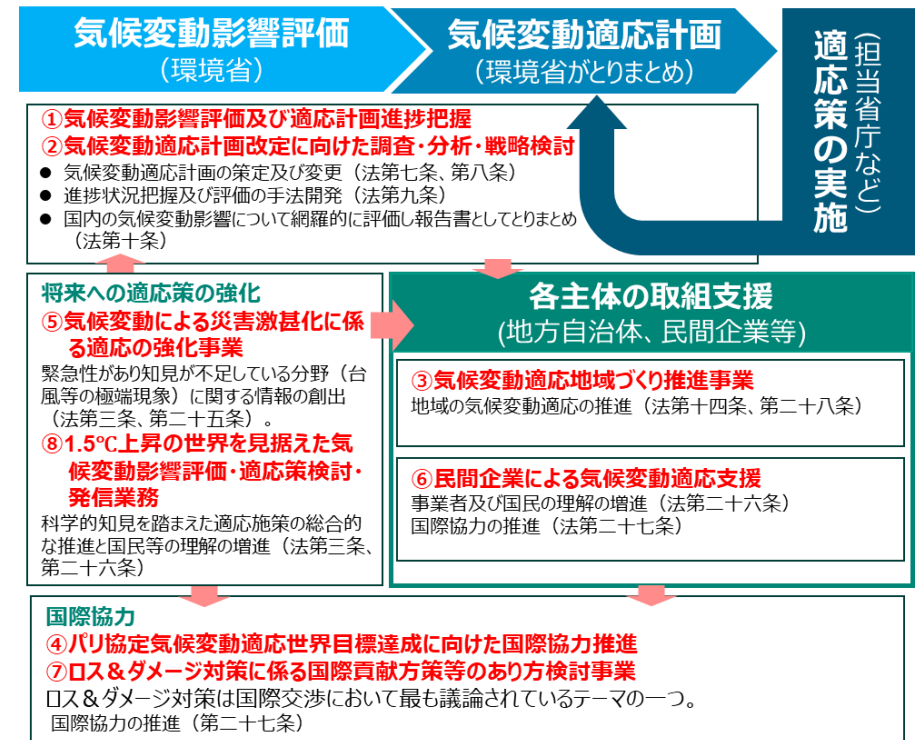 気候変動影響評価
(環境省)
気候変動適応計画
(環境省がとりまとめ)
適応策の実施
(担当省庁など)
①気候変動影響評価及び適応計画進捗把握
②気候変動適応計画改定に向けた調査・分析・戦略検討
● 気候変動適応計画の策定及び変更（法第七条、第八条）
● 進捗状況把握及び評価の手法開発（法第九条）
● 国内の気候変動影響について網羅的に評価し報告書としてとりまとめ
（法第十条）
将来への適応策の強化
⑤気候変動による災害激甚化に係
る適応の強化事業
緊急性があり知見が不足している分野（台
風等の極端現象）に関する情報の創出
（法第三条、第二十五条）。
⑧1.5℃上昇の世界を見据えた気
候変動影響評価・適応策検討・
発信業務
科学的知見を踏まえた適応施策の総合的
な推進と国民等の理解の増進（法第三条、
第二十六条）
各主体の取組支援
(地方自治体、民間企業等)
③気候変動適応地域づくり推進事業
地域の気候変動適応の推進（法第十四条、第二十八条）
⑥民間企業による気候変動適応支援
事業者及び国民の理解の増進（法第二十六条）
国際協力の推進（法第二十七条）
国際協力
④パリ協定気候変動適応世界目標達成に向けた国際協力推進
⑦ロス＆ダメージ対策に係る国際貢献方策等のあり方検討事業
ロス＆ダメージ対策は国際交渉において最も議論されているテーマの一つ。
国際協力の推進（第二十七条）